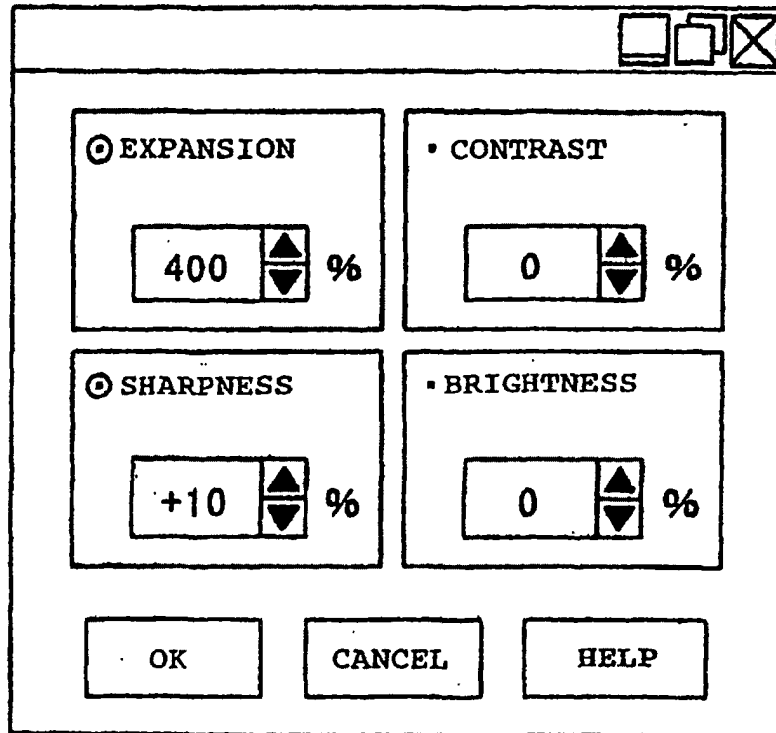 EXPANSION
CONTRAST
400 %
0 %
SHARPNESS
BRIGHTNESS
+10 %
0 %
OK
CANCEL
HELP